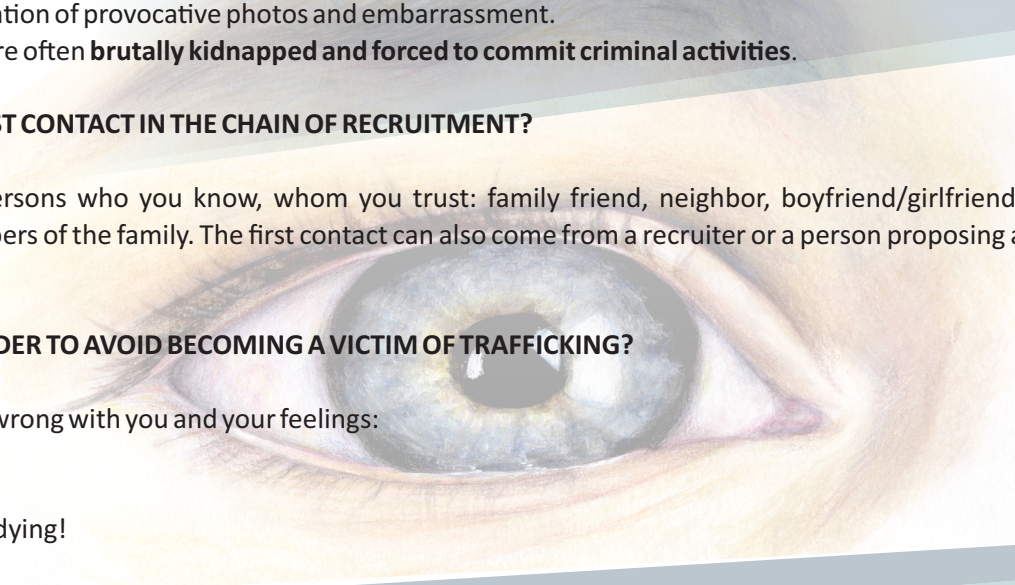 tion of provocative photos and embarrassment.
re often brutally kidnapped and forced to commit criminal activities.
ST CONTACT IN THE CHAIN OF RECRUITMENT?
ersons who you know, whom you trust: family friend, neighbor, boyfriend/girlfriend
bers of the family. The first contact can also come from a recruiter or a person proposing a
DER TO AVOID BECOMING A VICTIM OF TRAFFICKING?
wrong with you and your feelings:
dying!